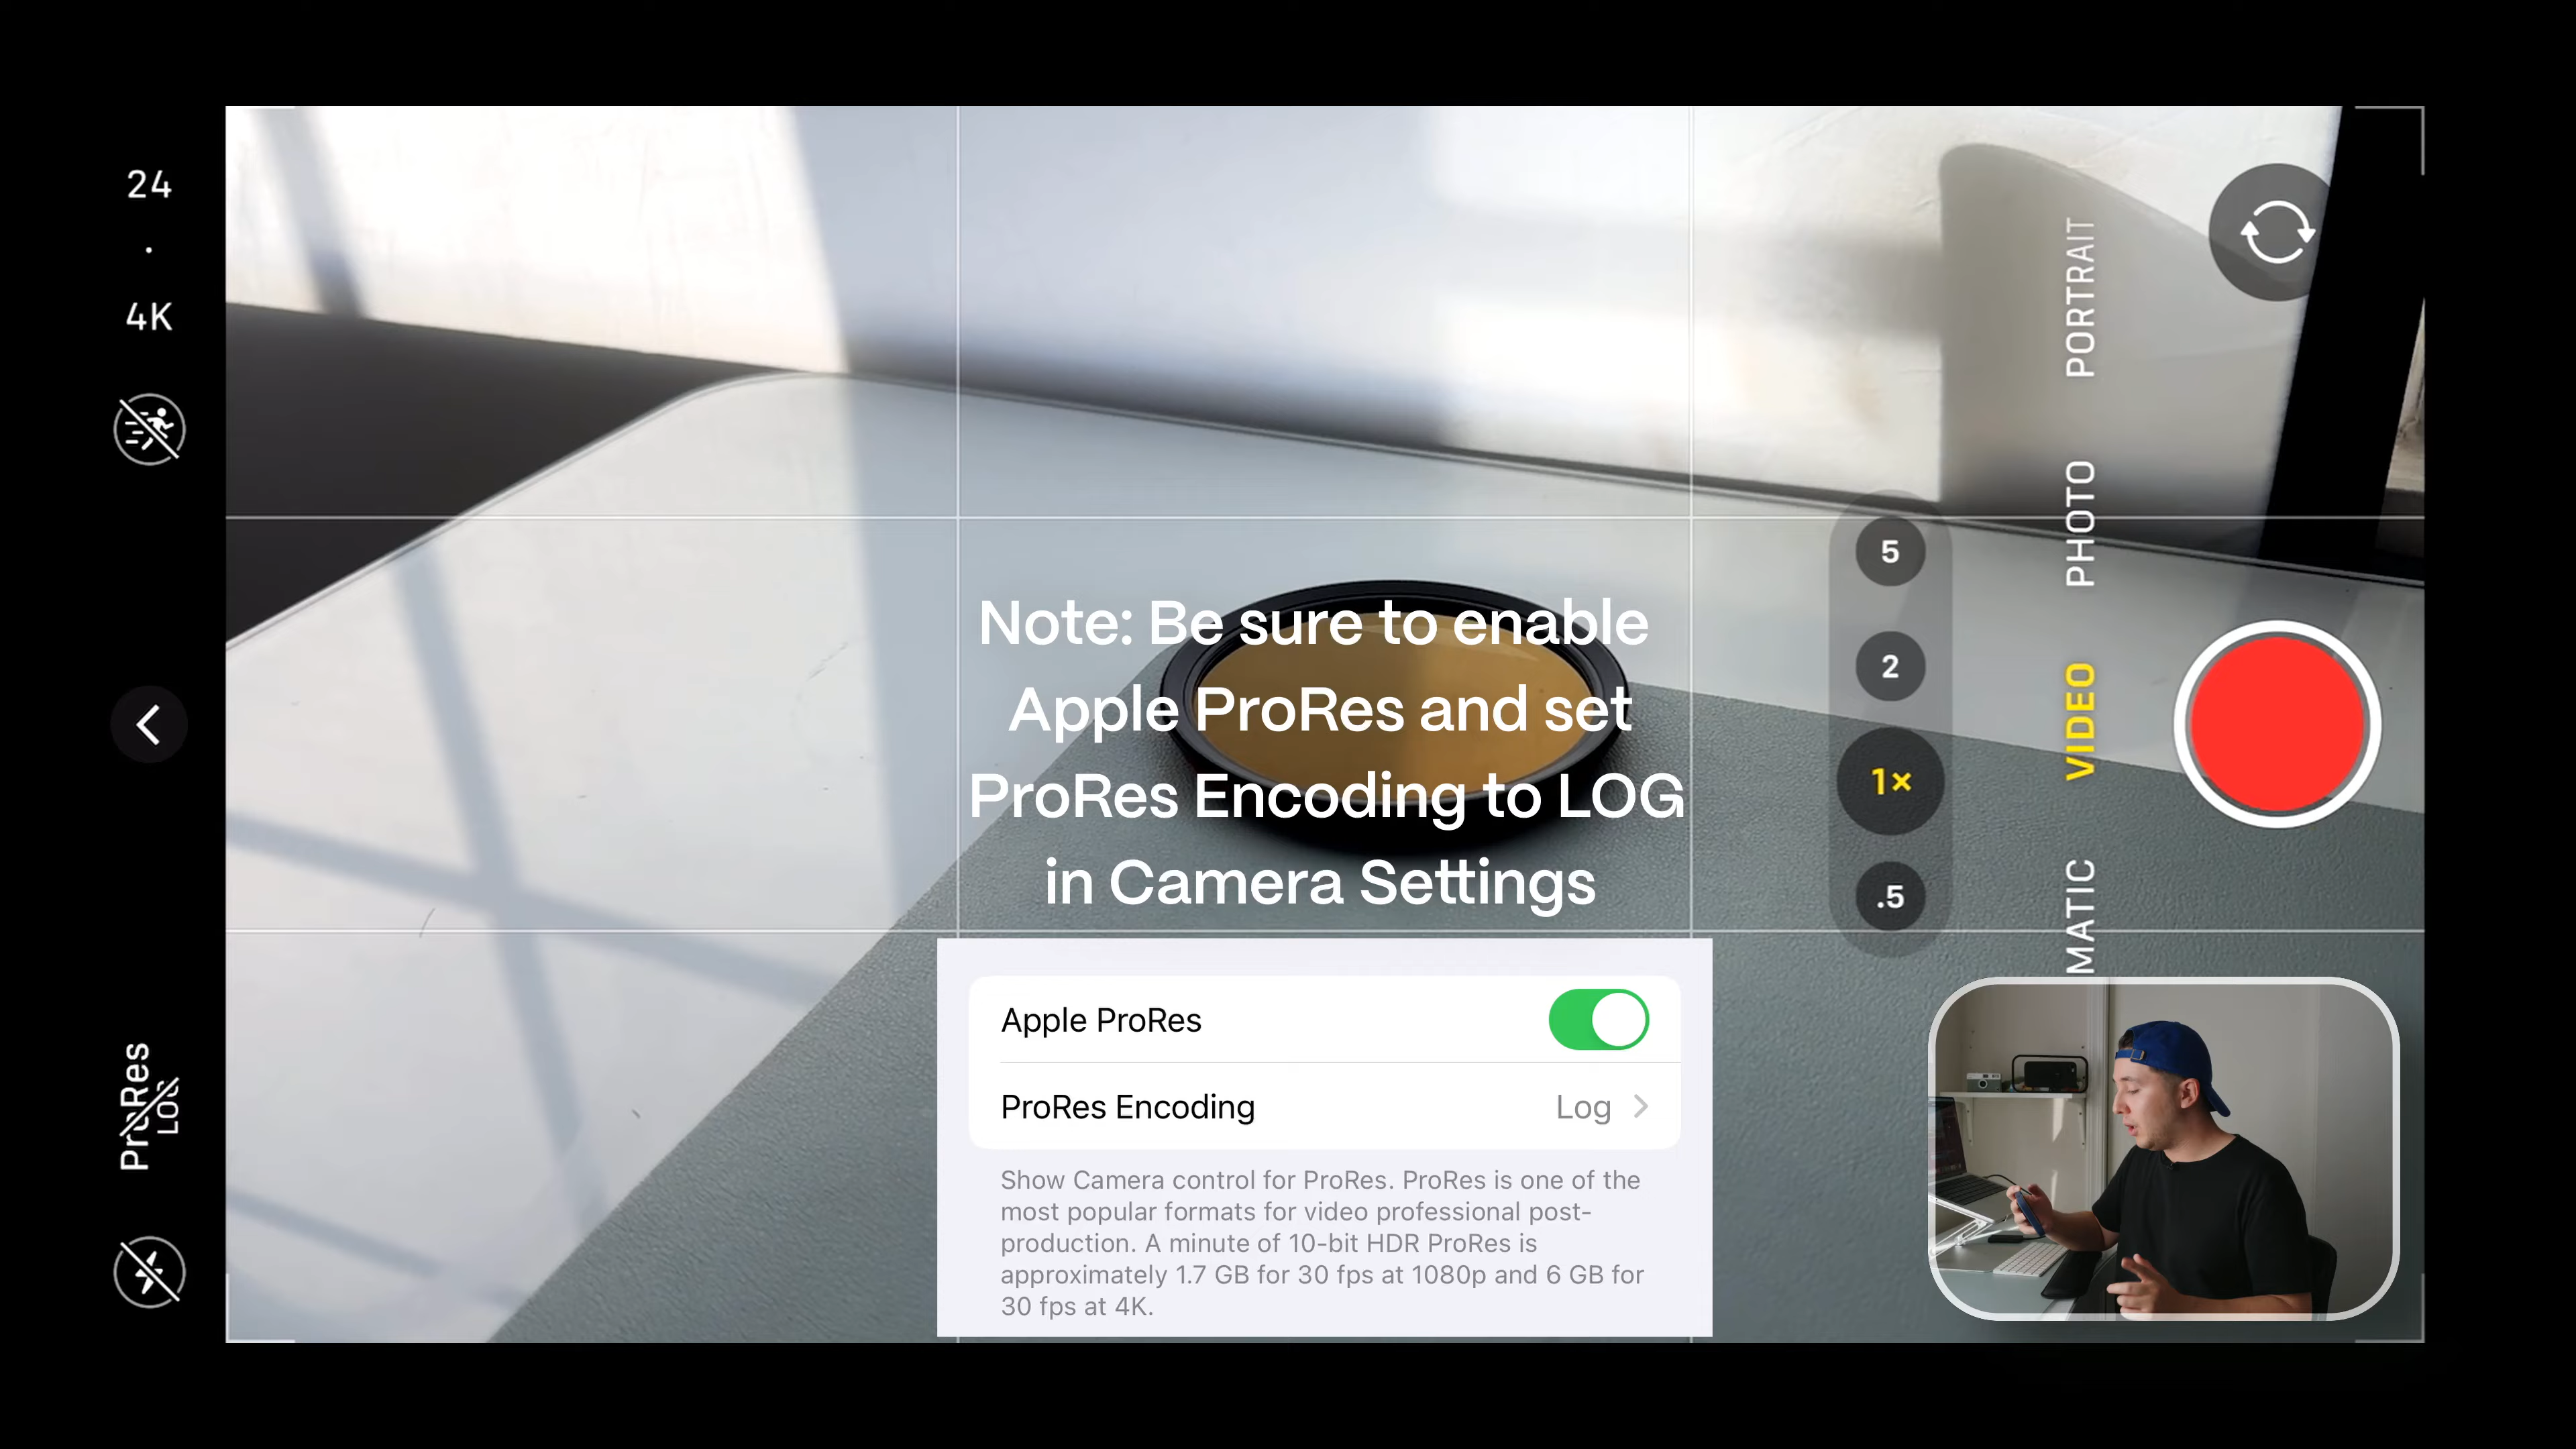 24
·
4K
ProRes
LOG
Note: Be sure to enable
Apple ProRes and set
ProRes Encoding to LOG
in Camera Settings
5
2
1×
.5
PORTRAIT
PHOTO
VIDEO
MATIC
Apple ProRes
ProRes Encoding Log
Show Camera control for ProRes. ProRes is one of the
most popular formats for video professional post-
production. A minute of 10-bit HDR ProRes is
approximately 1.7 GB for 30 fps at 1080p and 6 GB for
30 fps at 4K.